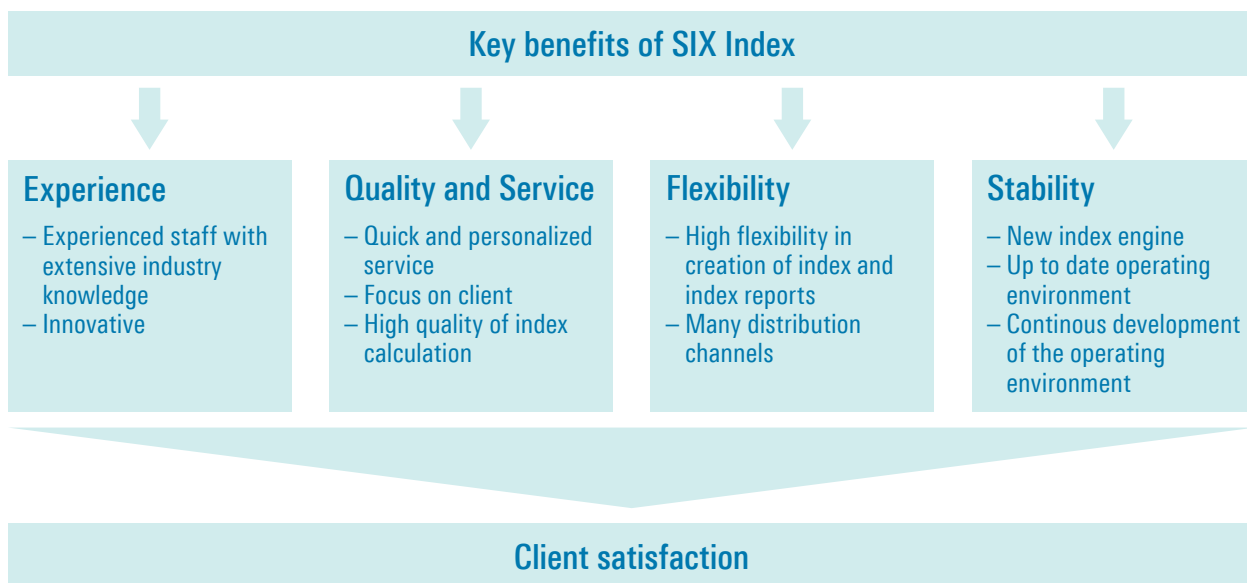 Key benefits of SIX Index
Experience
– Experienced staff with
extensive industry
knowledge
– Innovative
Quality and Service
– Quick and personalized
service
– Focus on client
– High quality of index
calculation
Flexibility
– High flexibility in
creation of index and
index reports
– Many distribution
channels
Stability
– New index engine
– Up to date operating
environment
– Continous development
of the operating
environment
Client satisfaction